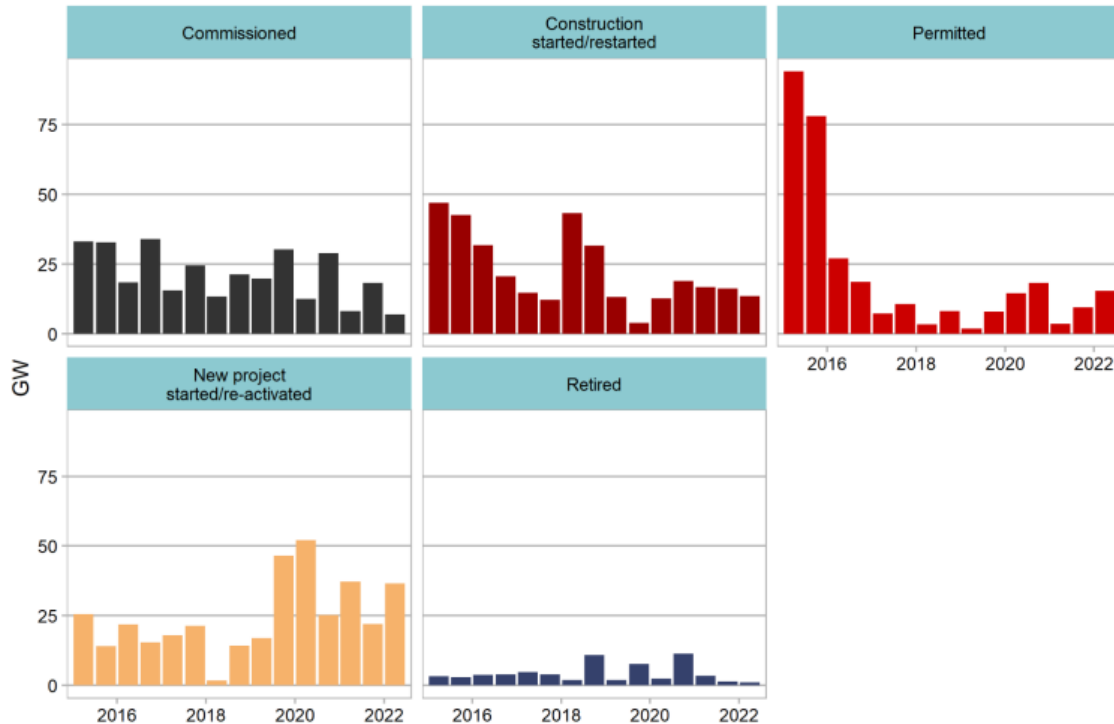 Commissioned
Construction
started/restarted
Permitted
75
50
25
0
2016 2018 2020 2022
GW
New project
started/re-activated
Retired
75
50
25
0
2016 2018 2020 2022
2016 2018 2020 2022